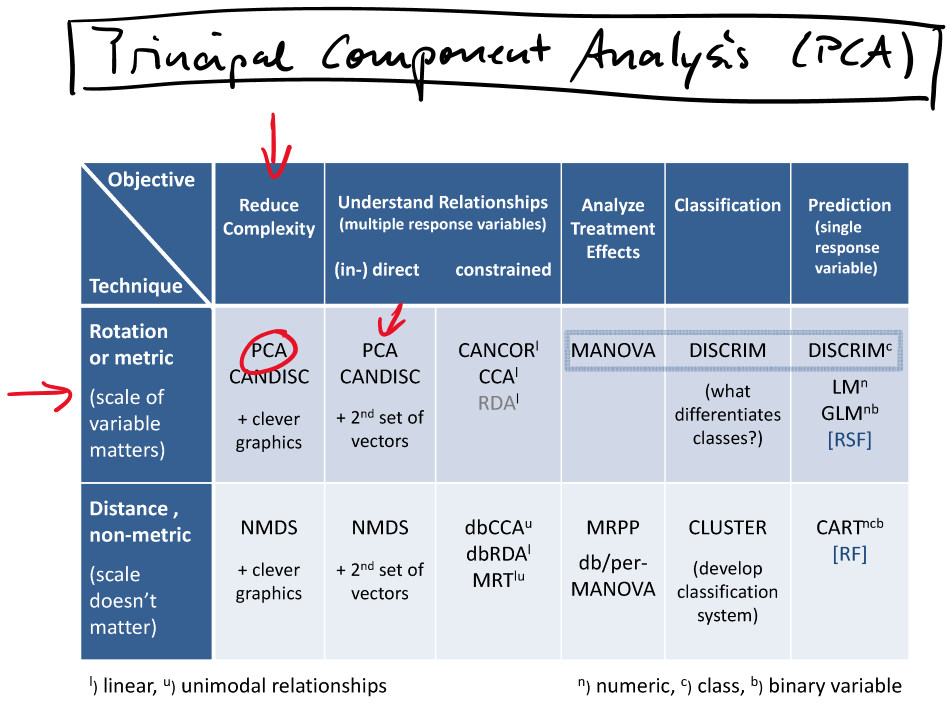 Principal Component Analysis (PCA)
Objective
Technique
Reduce
Complexity
Understand Relationships
(multiple response variables)
(in-) direct constrained
Analyze
Treatment
Effects
Classification
Prediction
(single
response
variable)
Rotation
or metric
(scale of
variable
matters)
PCA
CANDISC
+ clever
graphics
PCA
CANDISC
+ 2nd set of
vectors
CANCORˡ
CCAˡ
RDAˡ
MANOVA
DISCRIM
(what
differentiates
classes?)
DISCRIMᶜ
LMⁿ
GLMⁿᵇ
[RSF]
Distance ,
non-metric
(scale
doesn't
matter)
NMDS
+ clever
graphics
NMDS
+ 2nd set of
vectors
dbCCAᵘ
dbRDAˡ
MRTˡᵘ
MRPP
db/per-
MANOVA
CLUSTER
(develop
classification
system)
CARTⁿᶜᵇ
[RF]
ˡ) linear, ᵘ) unimodal relationships
ⁿ) numeric, ᶜ) class, ᵇ) binary variable